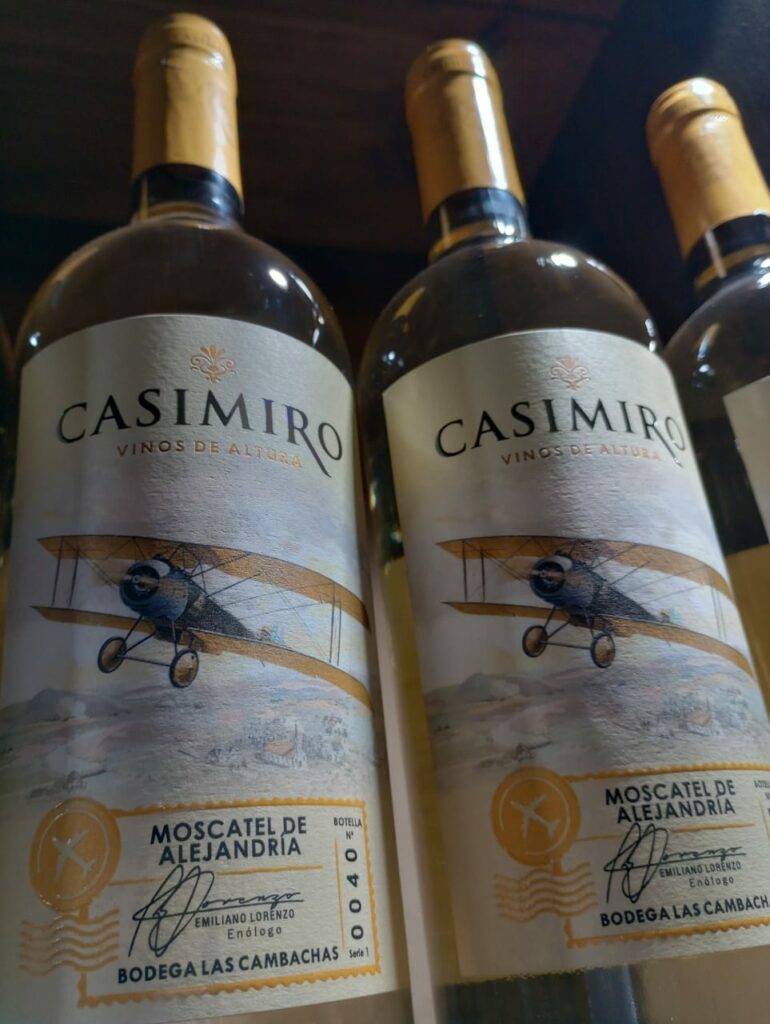 CASIMIRO
VINOS DE ALTURA
MOSCATEL DE
ALEJANDRÍA
EMILIANO LORENZO
Enólogo
BODEGA LAS CAMBACHAS
BOTELLA
Nº
0040
Serie 1
CASIMIRO
VINOS DE ALTURA
MOSCATEL DE
ALEJANDRÍA
EMILIANO LORENZO
Enólogo
BODEGA LAS CAMBACH